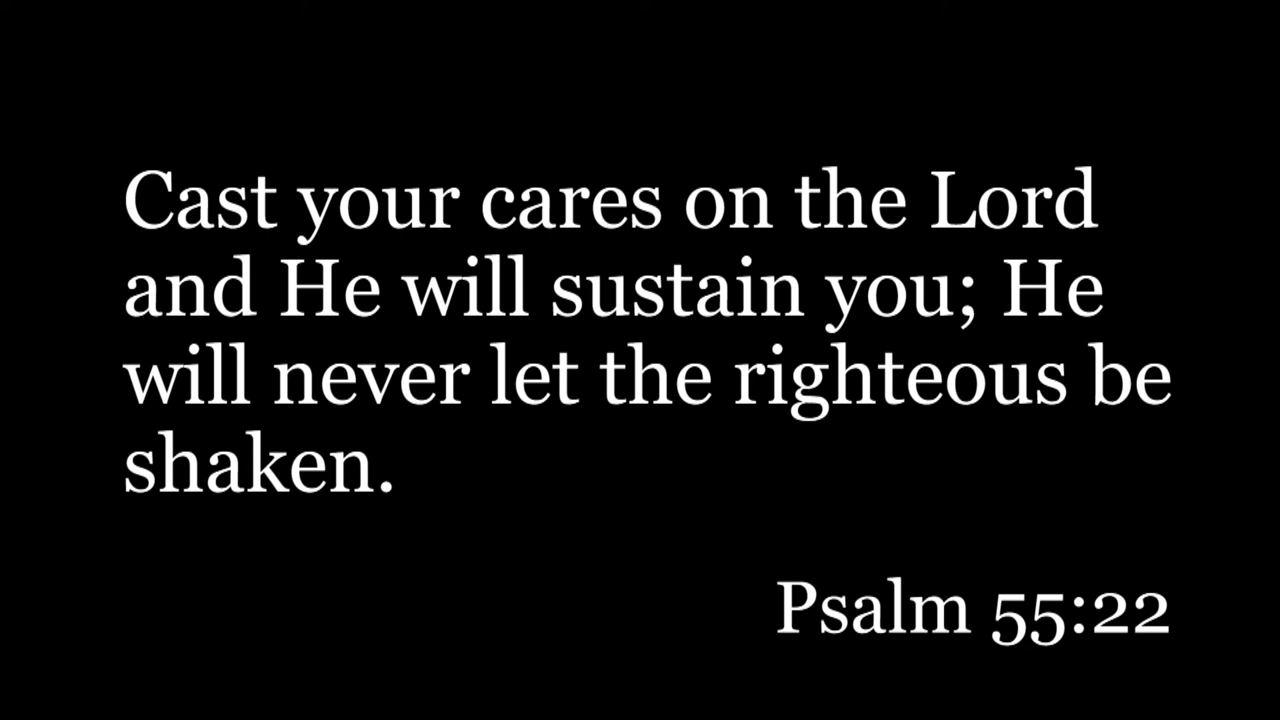 Cast your cares on the Lord
and He will sustain you; He
will never let the righteous be
shaken.
Psalm 55:22